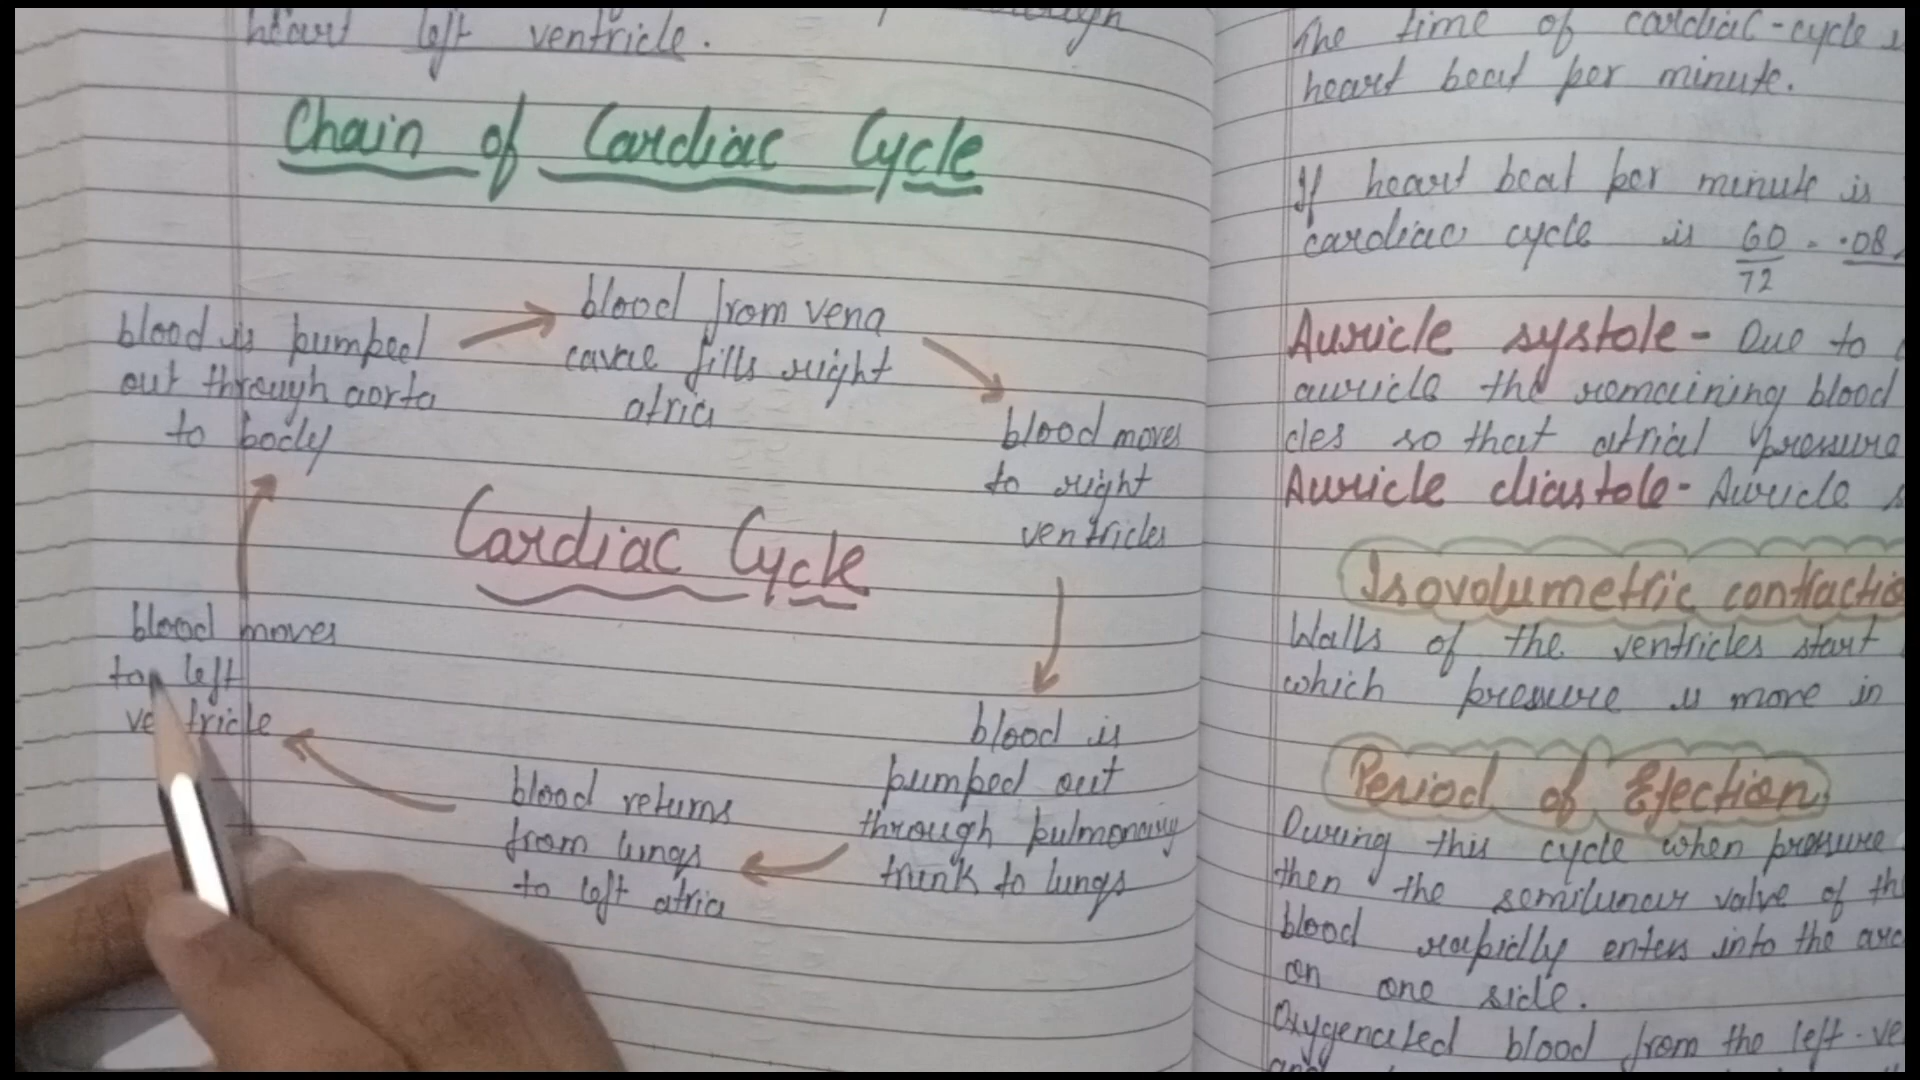 heart left ventricle.
Chain of Cardiac Cycle
blood is pumped
out through aorta
to body
blood from vena
cavae fills right
atria
blood moves
to right
ventricles
Cardiac Cycle
blood is
pumped out
through pulmonary
trunk to lungs
blood returns
from lungs
to left atria
blood moves
to left
ventricle
The time of cardiac-cycle
heart beat per minute.
If heart beat per minute is
cardiac cycle is 60 = .08
72
Auricle systole - Due to
auricle the remaining blood
cles so that atrial pressure
Auricle diastole - Auricle
Isovolumetric contractio
Walls of the ventricles start
which pressure is more in
Period of Ejection
During this cycle when pressure
then the semilunar valve of
blood rapidly enters into the
on one side.
Oxygenated blood from the left-ve